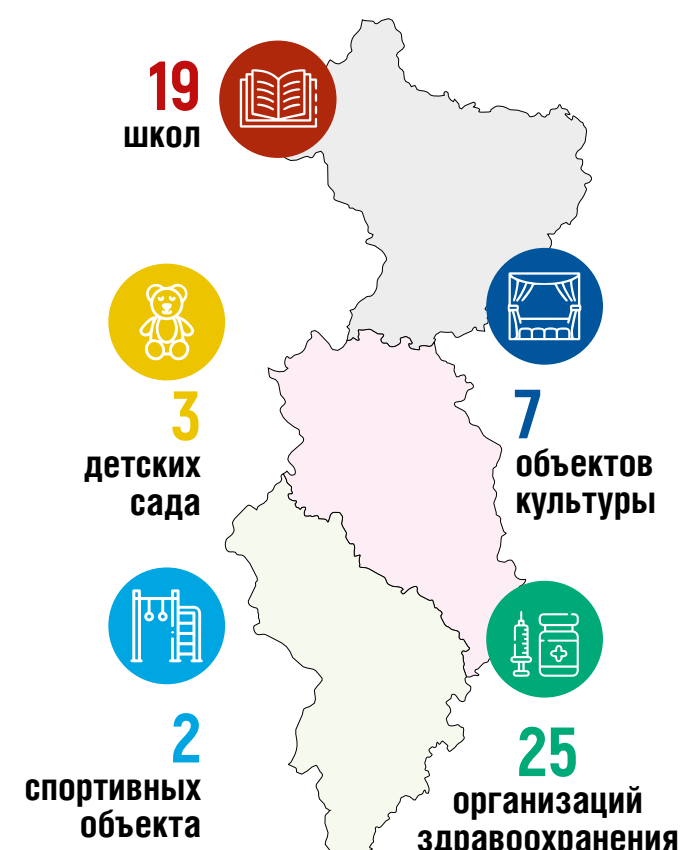 19
школ
3
детских
сада
7
объектов
культуры
2
спортивных
объекта
25
организаций
здравоохранения